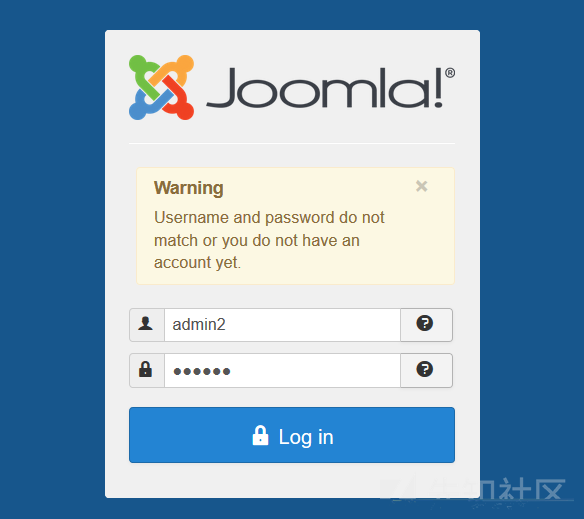 Joomla!®
Warning ×
Username and password do not
match or you do not have an
account yet.
admin2
••••••
Log in
社区